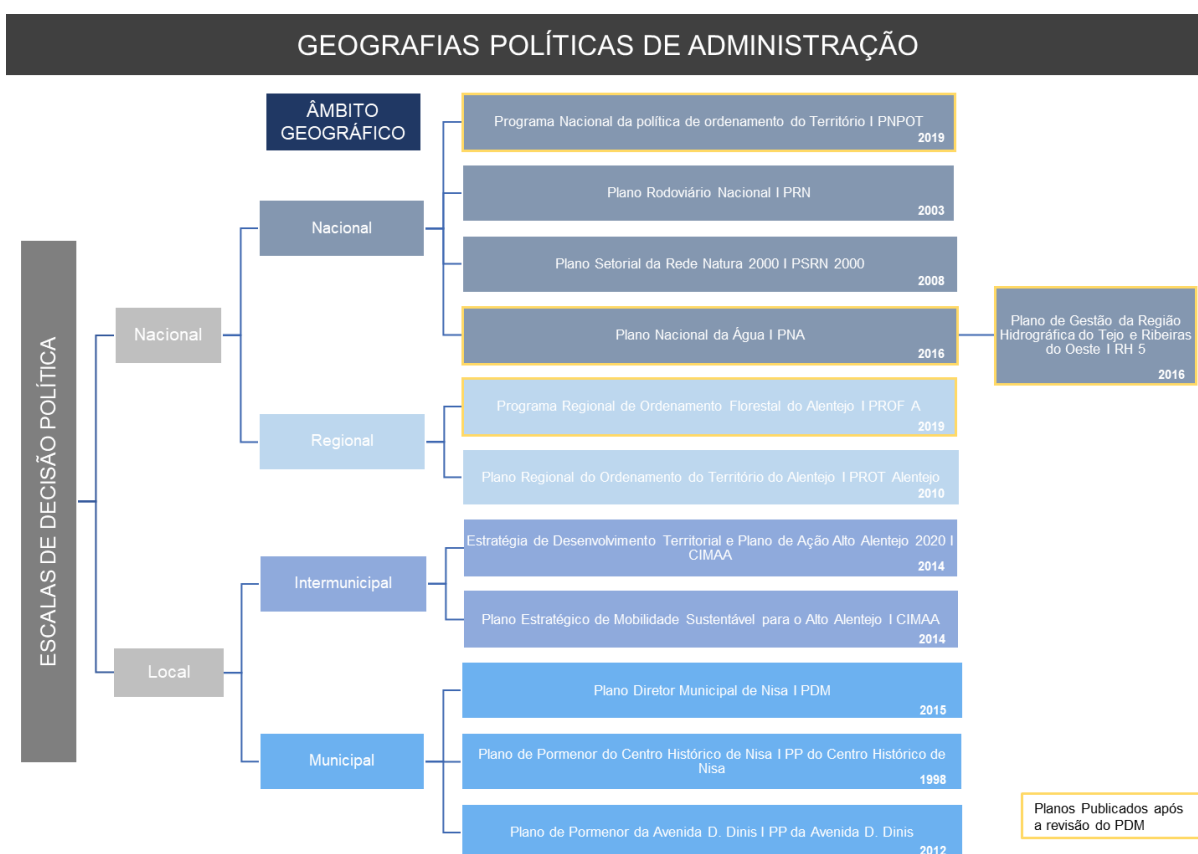 GEOGRAFIAS POLÍTICAS DE ADMINISTRAÇÃO
ÂMBITO
GEOGRÁFICO
ESCALAS DE DECISÃO POLÍTICA
Nacional
Nacional
Programa Nacional da política de ordenamento do Território I PNPOT
2019
Plano Rodoviário Nacional I PRN
2003
Plano Setorial da Rede Natura 2000 I PSRN 2000
2008
Plano Nacional da Água I PNA
2016
Plano de Gestão da Região
Hidrográfica do Tejo e Ribeiras
do Oeste I RH 5
2016
Regional
Programa Regional de Ordenamento Florestal do Alentejo I PROF A
2019
Plano Regional do Ordenamento do Território do Alentejo I PROT Alentejo
2010
Local
Intermunicipal
Estratégia de Desenvolvimento Territorial e Plano de Ação Alto Alentejo 2020 I
CIMAA
2014
Plano Estratégico de Mobilidade Sustentável para o Alto Alentejo I CIMAA
2014
Municipal
Plano Diretor Municipal de Nisa I PDM
2015
Plano de Pormenor do Centro Histórico de Nisa I PP do Centro Histórico de
Nisa
1998
Plano de Pormenor da Avenida D. Dinis I PP da Avenida D. Dinis
2012
Planos Publicados após
a revisão do PDM